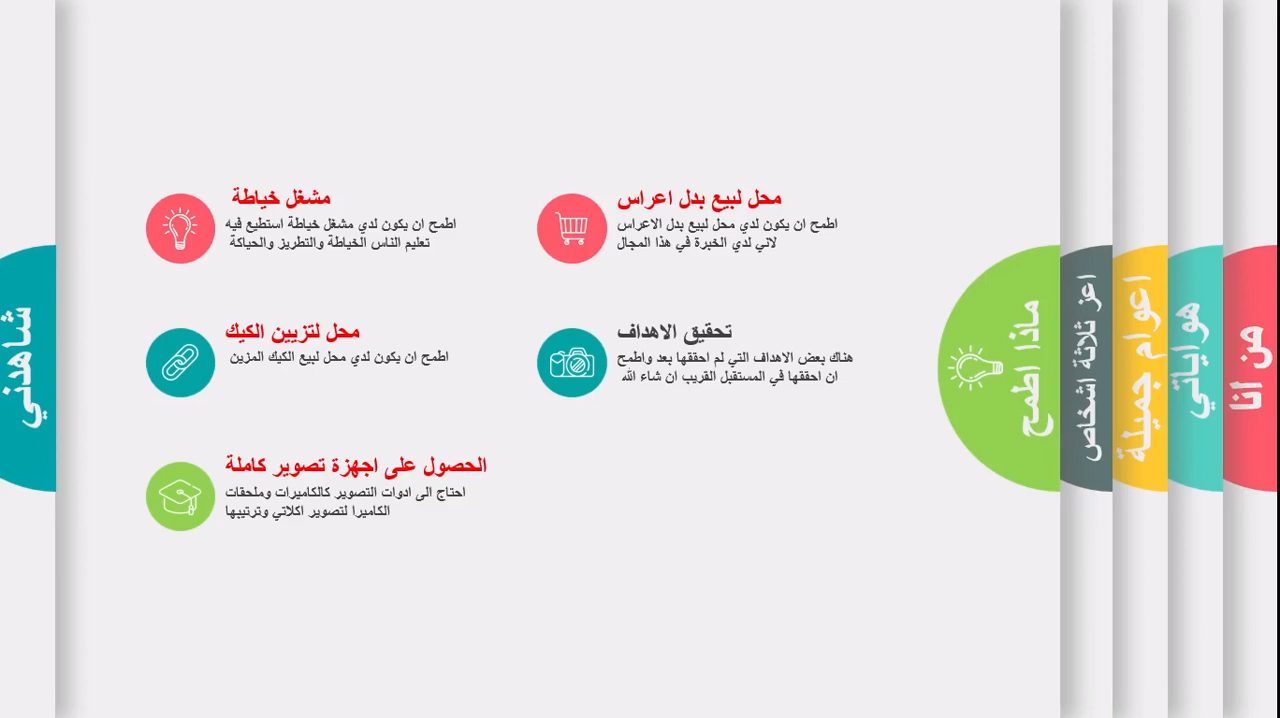 من انا
هواياتي
اعوام جميلة
اعز ثلاثة اشخاص
ماذا اطمح
محل لبيع بدل اعراس
اطمح ان يكون لدي محل لبيع بدل الاعراس
لاني لدي الخبرة في هذا المجال
تحقيق الاهداف
هناك بعض الاهداف التي لم احققها بعد واطمح
ان احققها في المستقبل القريب ان شاء الله
مشغل خياطة
اطمح ان يكون لدي مشغل خياطة استطيع فيه
تعليم الناس الخياطة والتطريز والحياكة
محل لتزيين الكيك
اطمح ان يكون لدي محل لبيع الكيك المزين
الحصول على اجهزة تصوير كاملة
احتاج الى ادوات التصوير كالكاميرات وملحقات
الكاميرا لتصوير اكلاتي وترتيبها
شاهدني